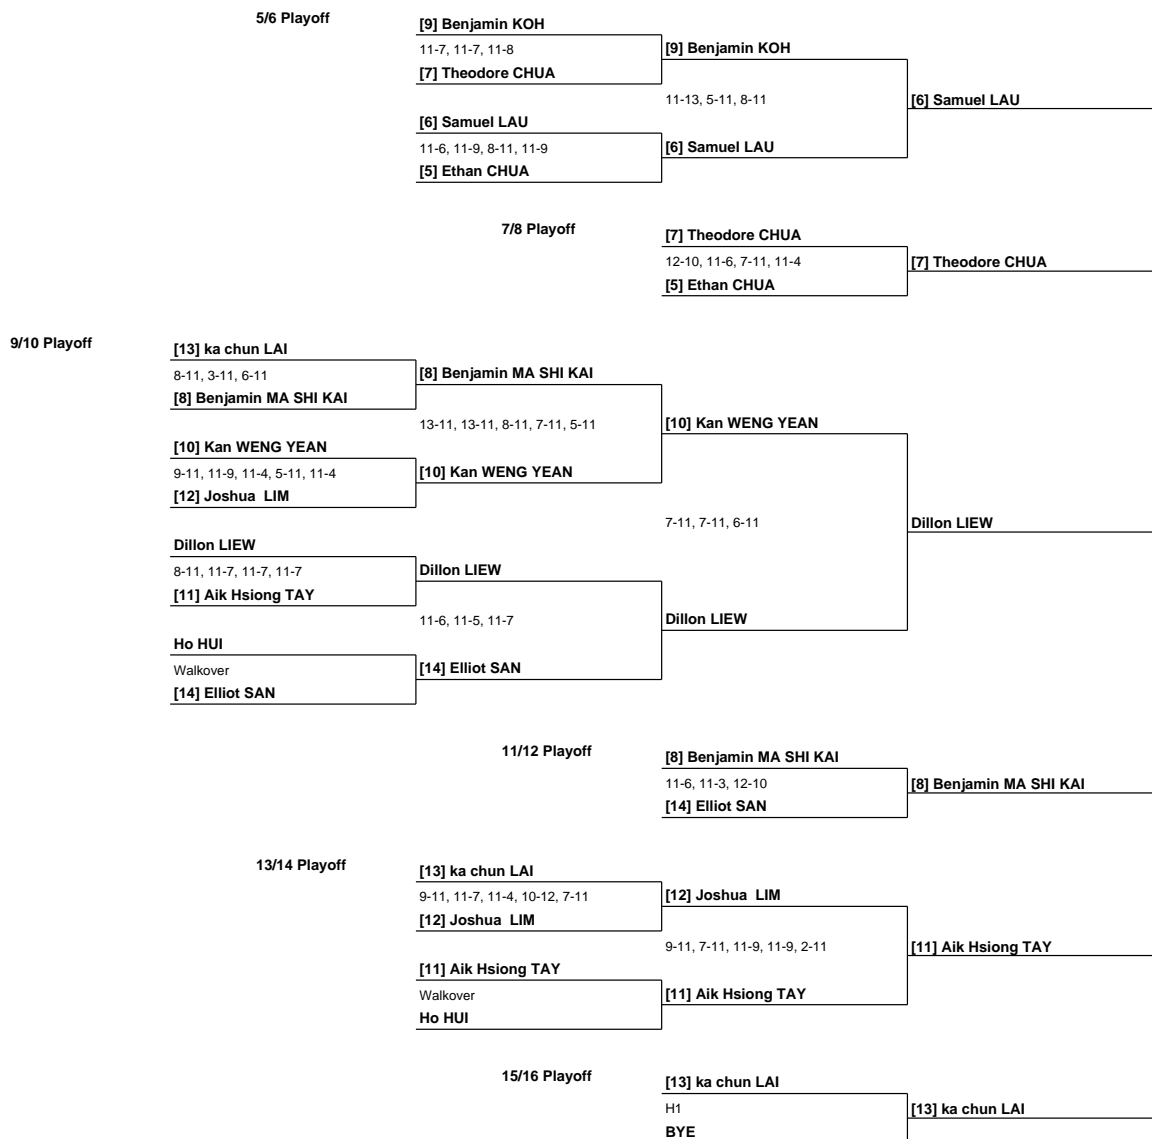 5/6 Playoff
[9] Benjamin KOH
11-7, 11-7, 11-8
[7] Theodore CHUA
[9] Benjamin KOH
11-13, 5-11, 8-11
[6] Samuel LAU
[6] Samuel LAU
11-6, 11-9, 8-11, 11-9
[5] Ethan CHUA
[6] Samuel LAU
7/8 Playoff
[7] Theodore CHUA
12-10, 11-6, 7-11, 11-4
[5] Ethan CHUA
[7] Theodore CHUA
9/10 Playoff
[13] ka chun LAI
8-11, 3-11, 6-11
[8] Benjamin MA SHI KAI
[8] Benjamin MA SHI KAI
13-11, 13-11, 8-11, 7-11, 5-11
[10] Kan WENG YEAN
[10] Kan WENG YEAN
9-11, 11-9, 11-4, 5-11, 11-4
[12] Joshua  LIM
[10] Kan WENG YEAN
7-11, 7-11, 6-11
Dillon LIEW
Dillon LIEW
8-11, 11-7, 11-7, 11-7
[11] Aik Hsiong TAY
Dillon LIEW
11-6, 11-5, 11-7
Dillon LIEW
Ho HUI
Walkover
[14] Elliot SAN
[14] Elliot SAN
11/12 Playoff
[8] Benjamin MA SHI KAI
11-6, 11-3, 12-10
[14] Elliot SAN
[8] Benjamin MA SHI KAI
13/14 Playoff
[13] ka chun LAI
9-11, 11-7, 11-4, 10-12, 7-11
[12] Joshua  LIM
[12] Joshua  LIM
9-11, 7-11, 11-9, 11-9, 2-11
[11] Aik Hsiong TAY
[11] Aik Hsiong TAY
Walkover
Ho HUI
[11] Aik Hsiong TAY
15/16 Playoff
[13] ka chun LAI
H1
BYE
[13] ka chun LAI